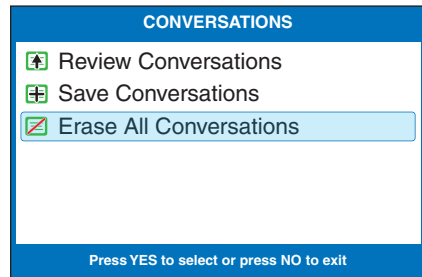 CONVERSATIONS
Review Conversations
Save Conversations
Erase All Conversations
Press YES to select or press NO to exit